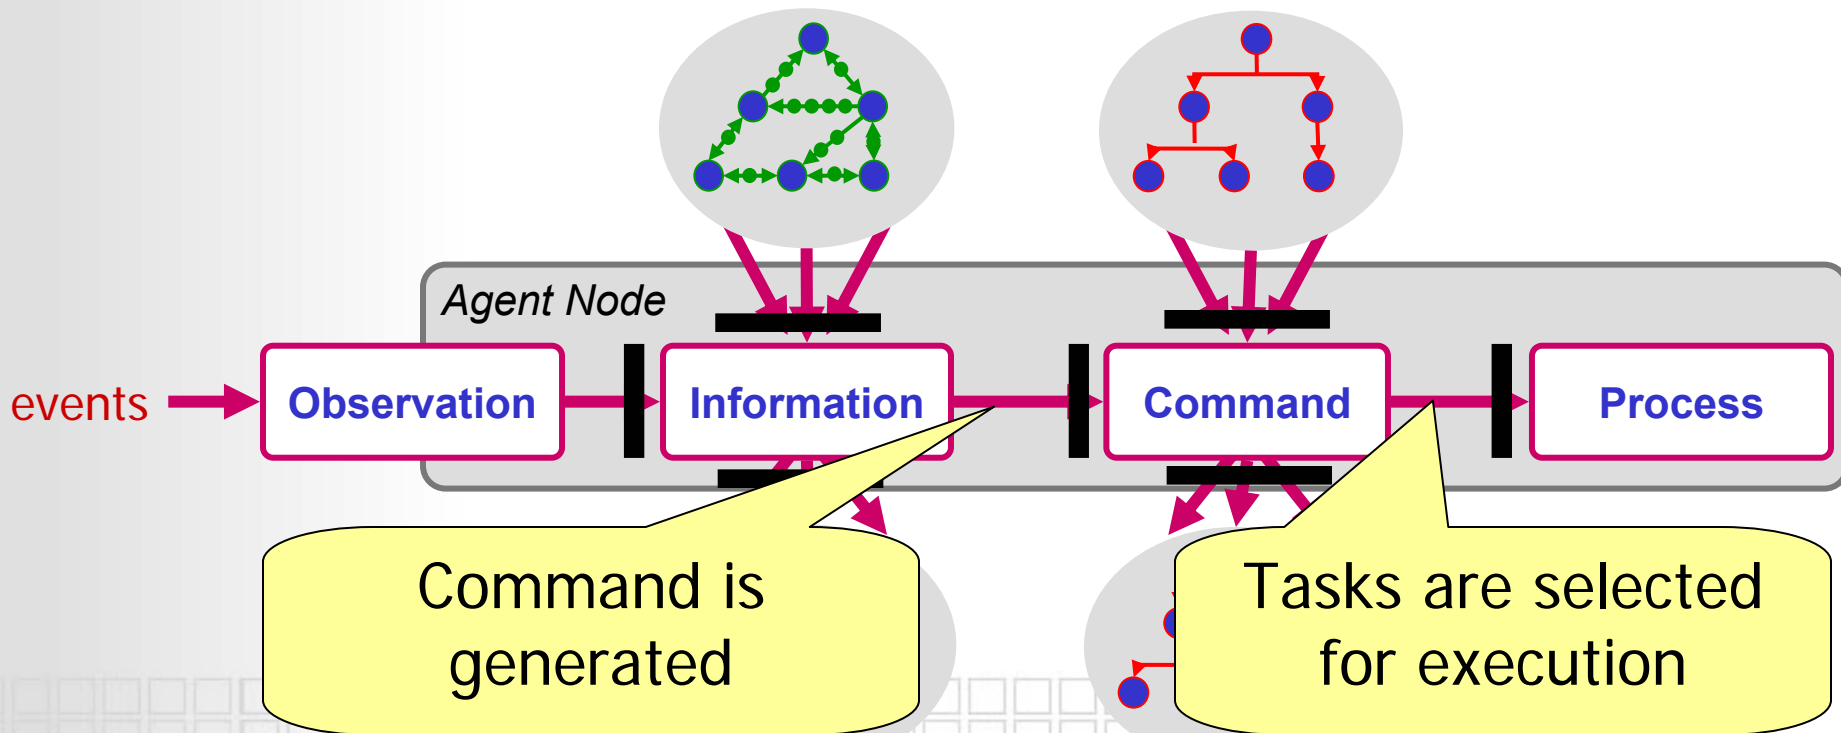 Agent Node
events
Observation
Information
Command
Process
Command is
generated
Tasks are selected
for execution